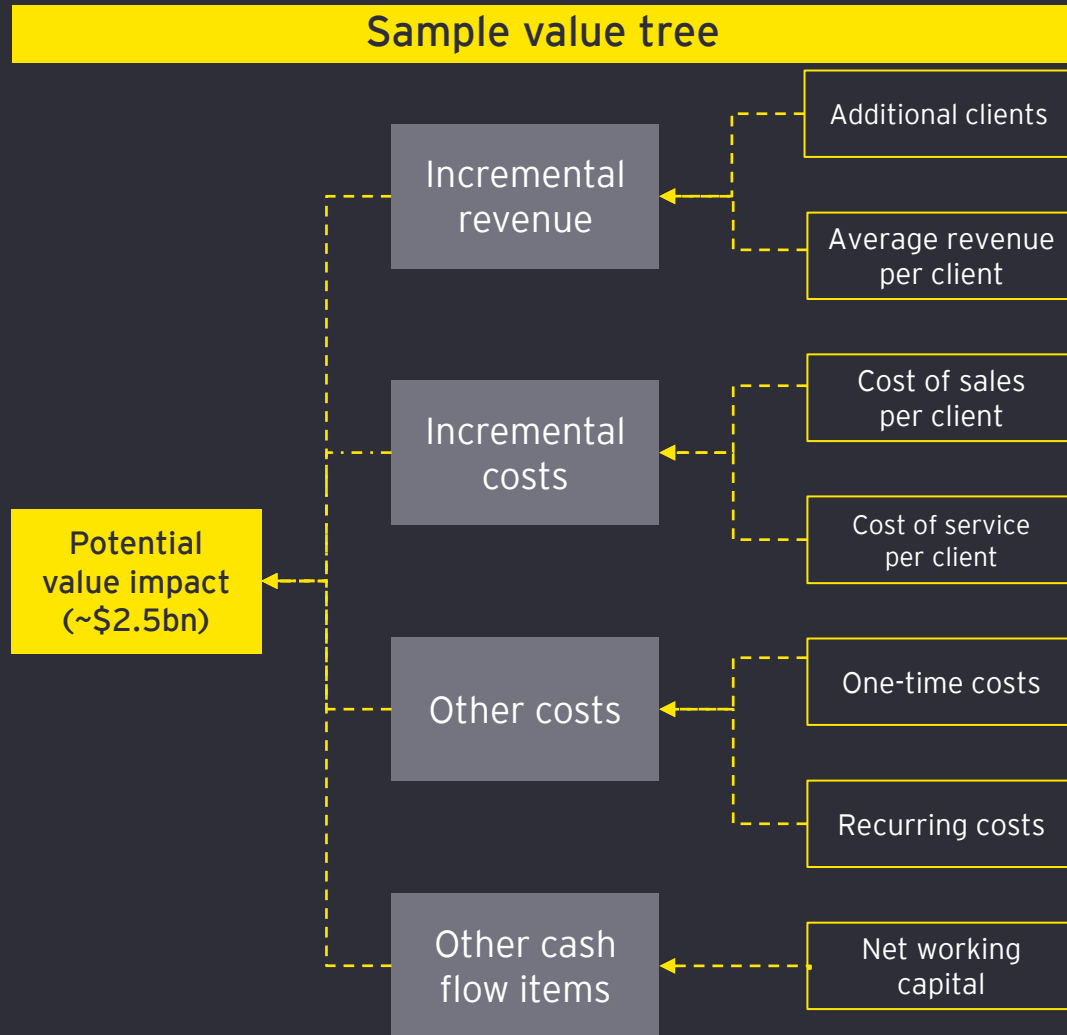 Sample value tree
Additional clients
Incremental
revenue
Average revenue
per client
Cost of sales
per client
Incremental
costs
Cost of service
per client
Potential
value impact
(~$2.5bn)
One-time costs
Other costs
Recurring costs
Other cash
flow items
Net working
capital